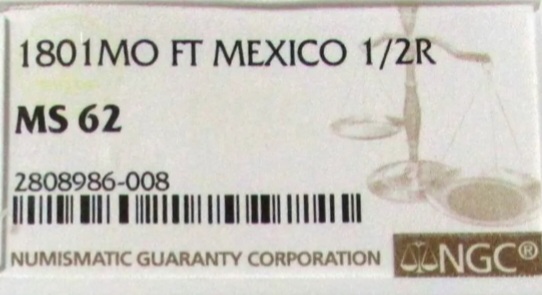 1801MO FT MEXICO 1/2R
MS 62
2808986-008
NUMISMATIC GUARANTY CORPORATION NGC®